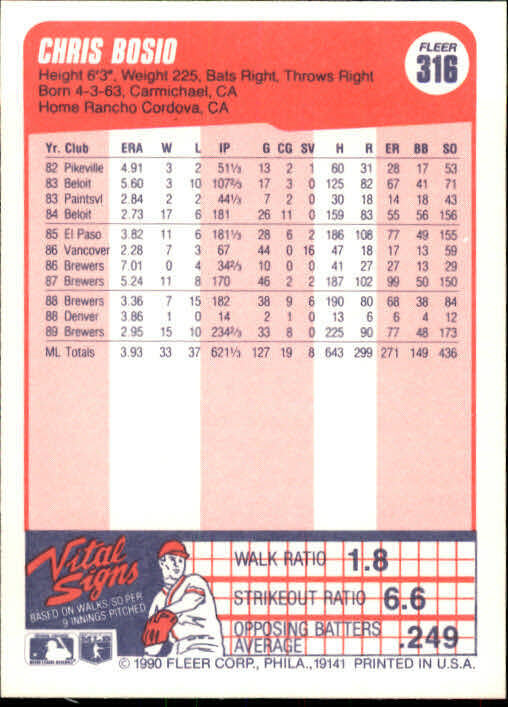 CHRIS BOSIO
FLEER
316
Height 6'3", Weight 225, Bats Right, Throws Right
Born 4-3-63, Carmichael, CA
Home Rancho Cordova, CA
Yr. Club ERA W L IP G CG SV H R ER BB SO
82 Pikeville 4.91 3 2 51⅓ 13 2 1 60 31 28 17 53
83 Beloit 5.60 3 10 107⅔ 17 3 0 125 82 67 41 71
83 Paintsvl 2.84 2 2 44⅓ 7 2 0 30 18 14 18 43
84 Beloit 2.73 17 6 181 26 11 0 159 83 55 56 156
85 El Paso 3.82 11 6 181⅓ 28 6 2 186 108 77 49 155
86 Vancover 2.28 7 3 67 44 0 16 47 18 17 13 59
86 Brewers 7.01 0 4 34⅔ 10 0 0 41 27 27 13 29
87 Brewers 5.24 11 8 170 46 2 2 187 102 99 50 150
88 Brewers 3.36 7 15 182 38 9 6 190 80 68 38 84
88 Denver 3.86 1 0 14 2 1 0 13 6 6 4 12
89 Brewers 2.95 15 10 234⅔ 33 8 0 225 90 77 48 173
ML Totals 3.93 33 37 621⅓ 127 19 8 643 299 271 149 436
Vital
Signs
BASED ON WALKS/SO PER
9 INNINGS PITCHED
WALK RATIO 1.8
STRIKEOUT RATIO 6.6
OPPOSING BATTERS
AVERAGE .249
© 1990 FLEER CORP., PHILA., 19141 PRINTED IN U.S.A.